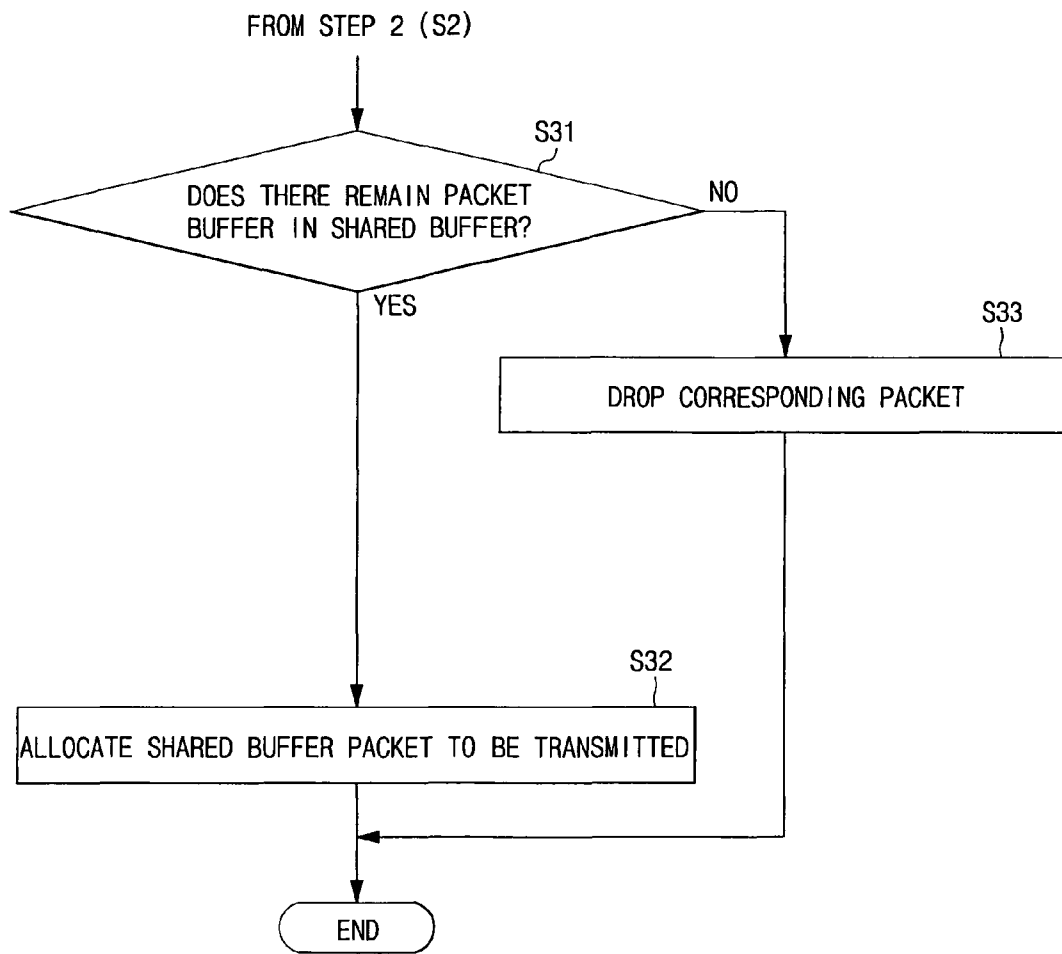 FROM STEP 2 (S2)
S31
DOES THERE REMAIN PACKET
BUFFER IN SHARED BUFFER?
NO
YES
S33
DROP CORRESPONDING PACKET
S32
ALLOCATE SHARED BUFFER PACKET TO BE TRANSMITTED
END